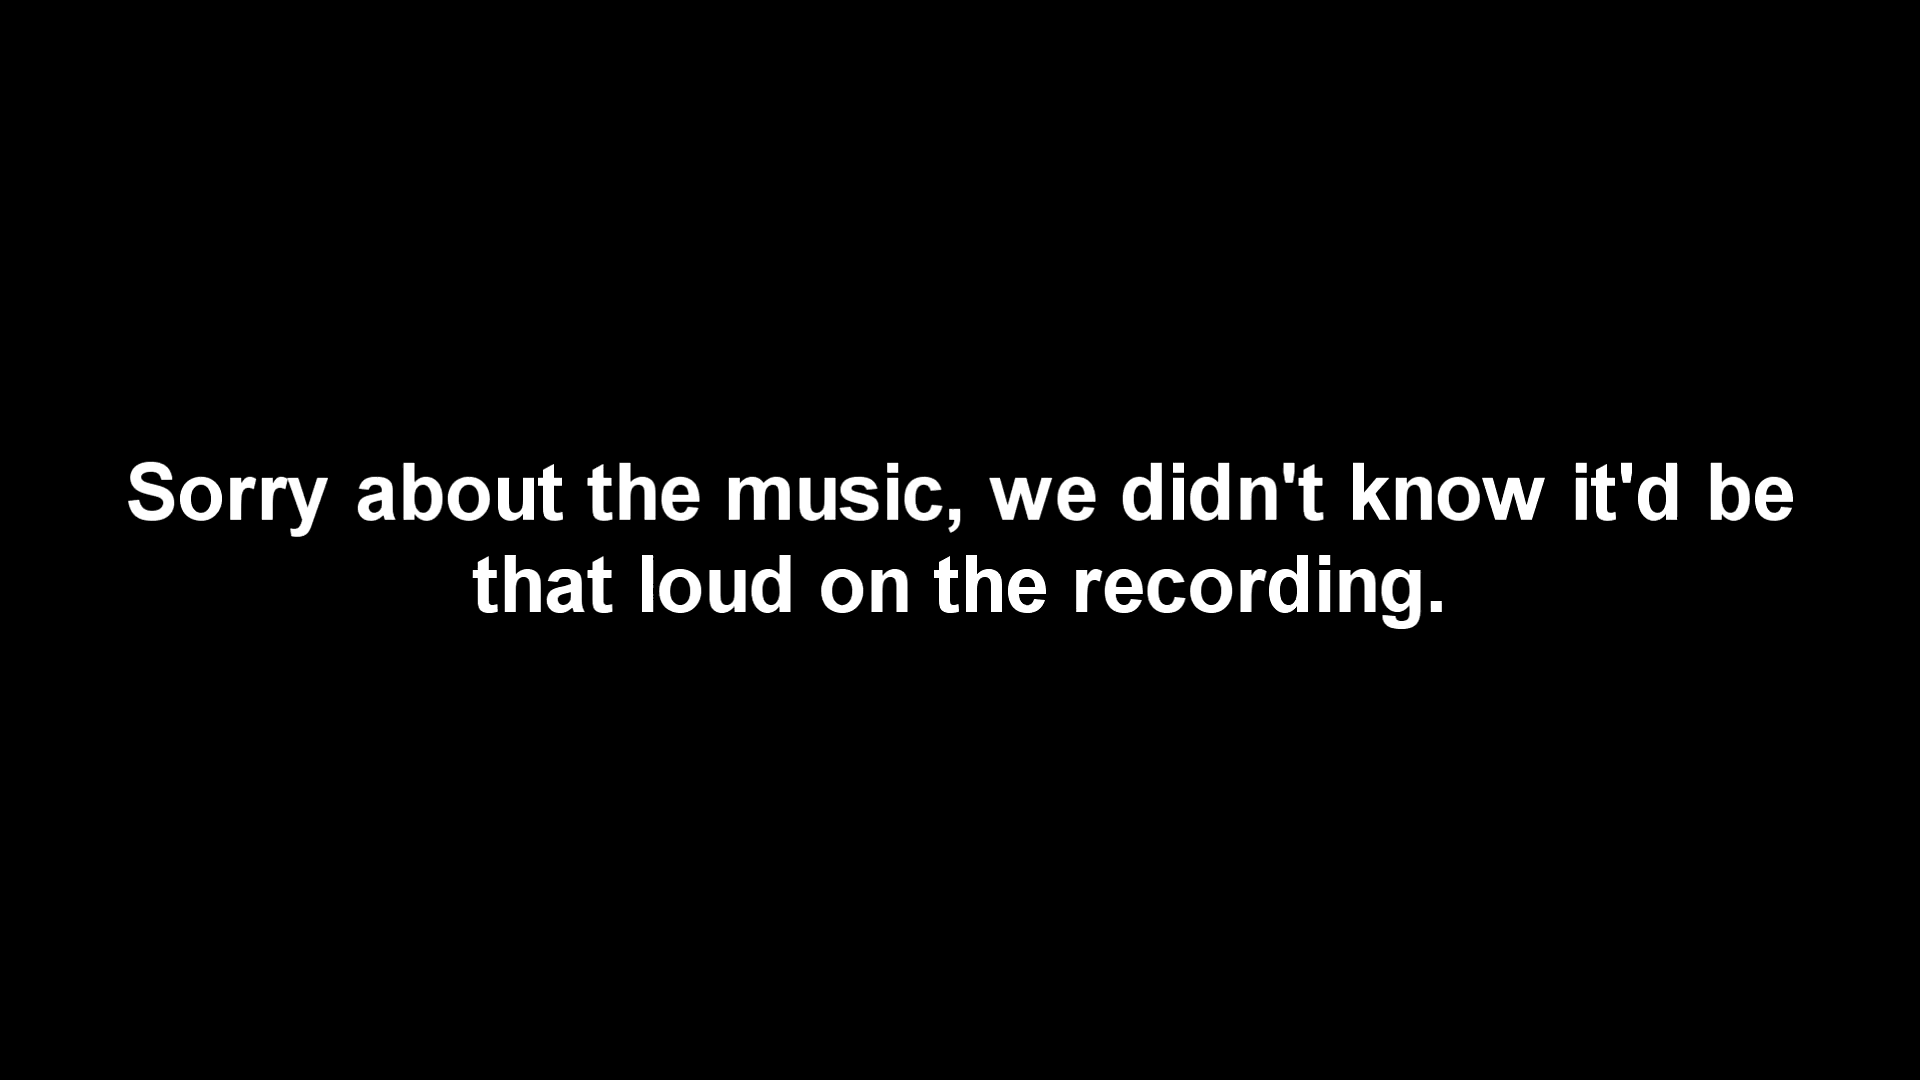 Sorry about the music, we didn't know it'd be
that loud on the recording.